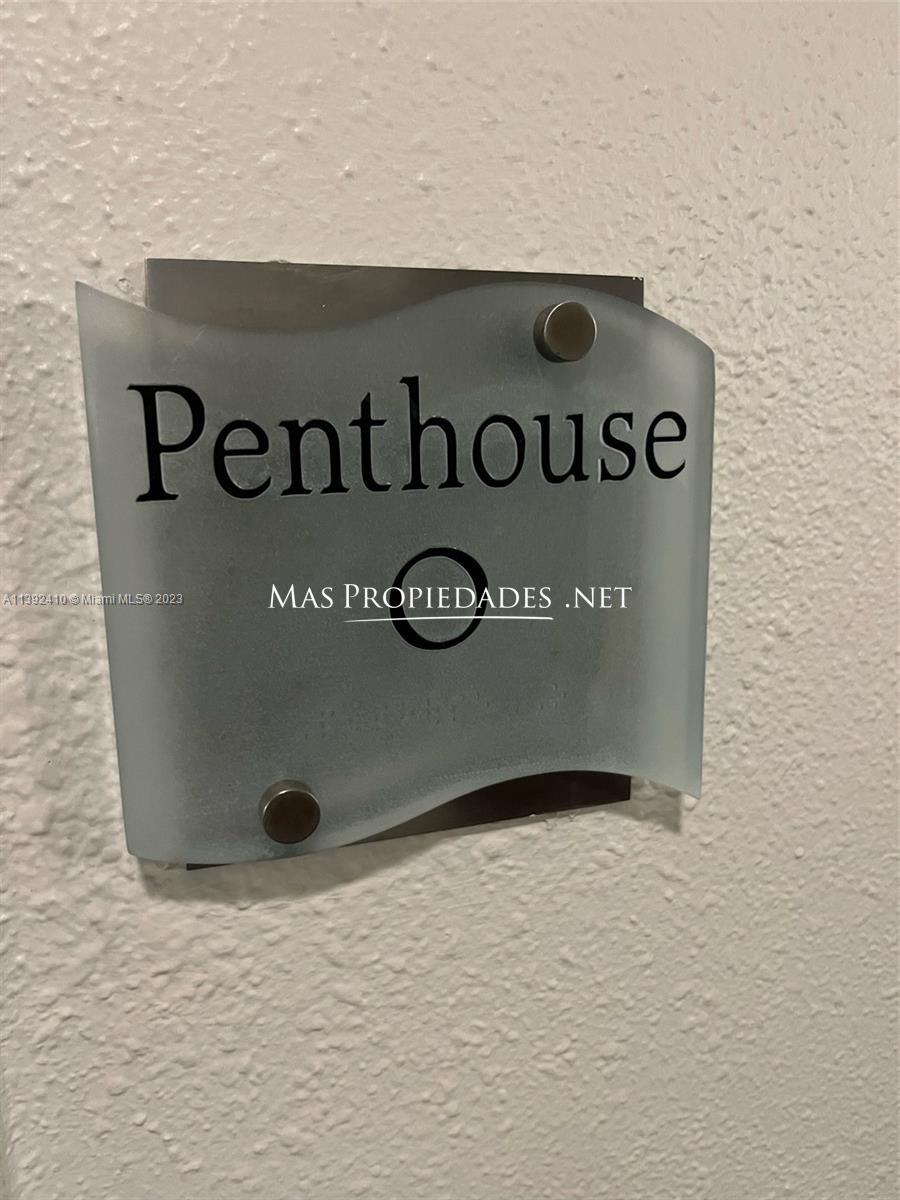 Penthouse
O
MAS PROPIEDADES .NET
A11392410 © Miami MLS® 2023